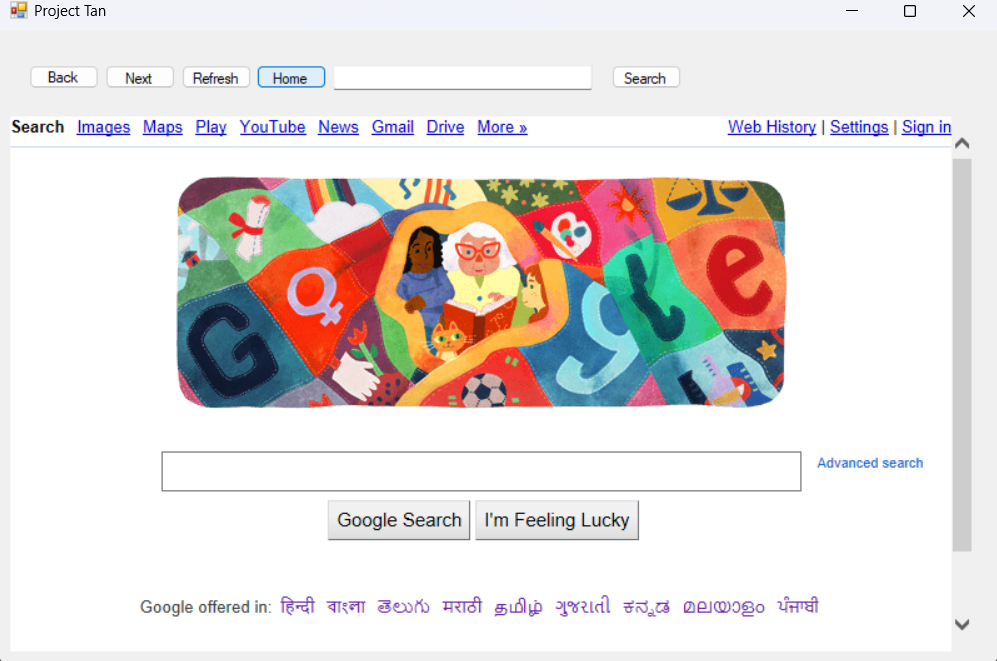 Project Tan
Back Next Refresh Home Search
Search Images Maps Play YouTube News Gmail Drive More » Web History | Settings | Sign in
G g l e
Advanced search
Google Search I'm Feeling Lucky
Google offered in: हिन्दी বাংলা తెలుగు मराठी தமிழ் ગુજરાતી ಕನ್ನಡ മലയാളം ਪੰਜਾਬੀ